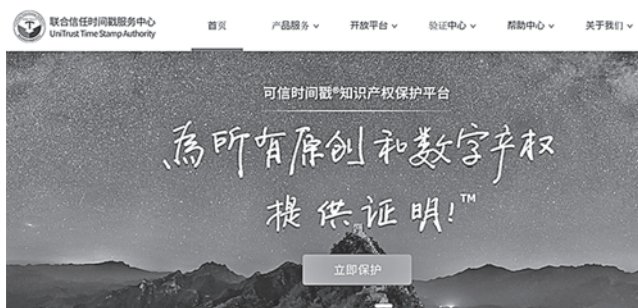 联合信任时间戳服务中心
UniTrust Time Stamp Authority
首页 产品服务 开放平台 验证中心 帮助中心 关于我们
可信时间戳®知识产权保护平台
為所有原创和数字产权
提供证明!™
立即保护